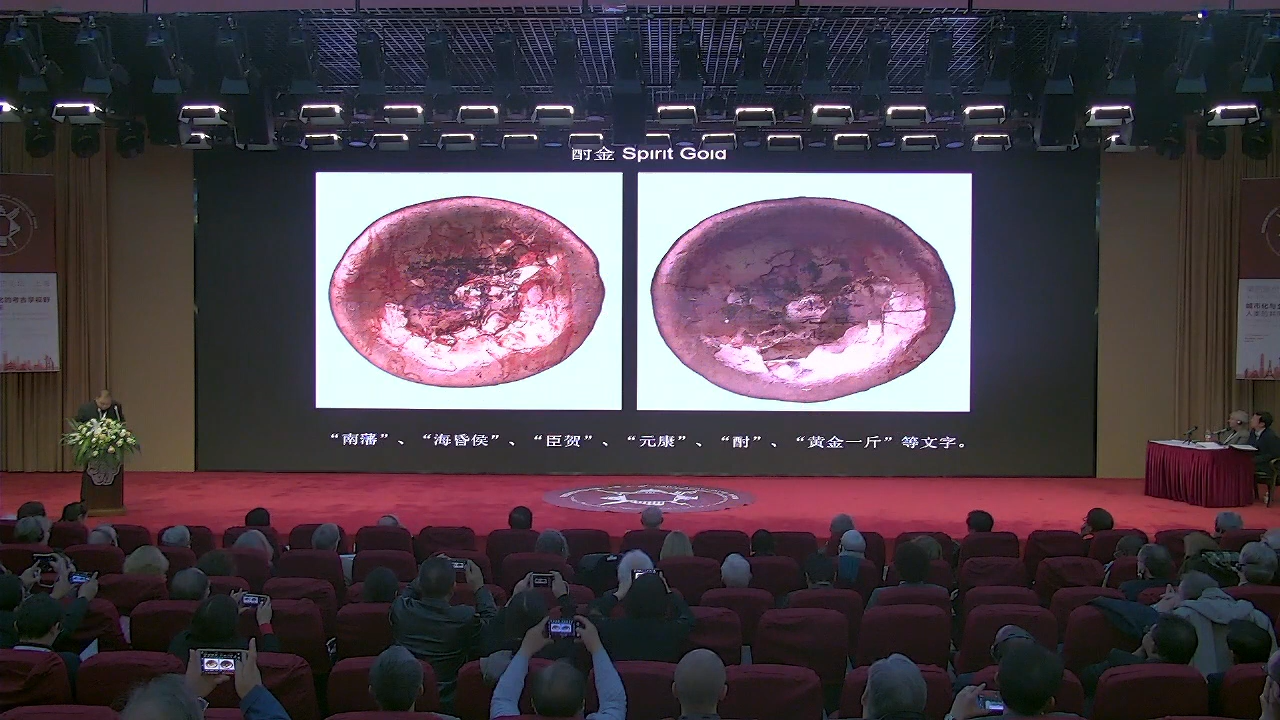 酎金 Spirit Gold
“南藩”、“海昏侯”、“臣贺”、“元康”、“酎”、“黄金一斤”等文字。